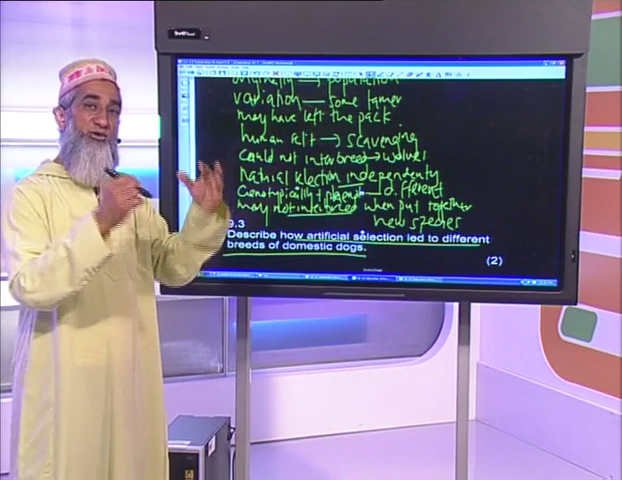 originally → population
variation — some tamer
may have left the pack
human felt → scavenging
could not interbreed → wolves
Natural selection independently
Genotypically + → different
may not interbreed when put together
new species
9.3
Describe how artificial selection led to different
breeds of domestic dogs.
(2)